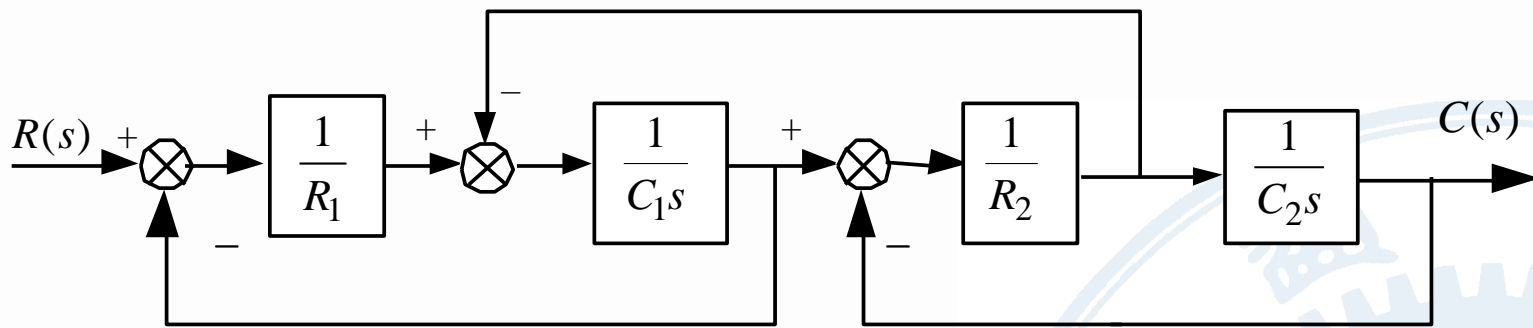 R(s) + − + − + − C(s)
1/R₁
1/C₁s
1/R₂
1/C₂s